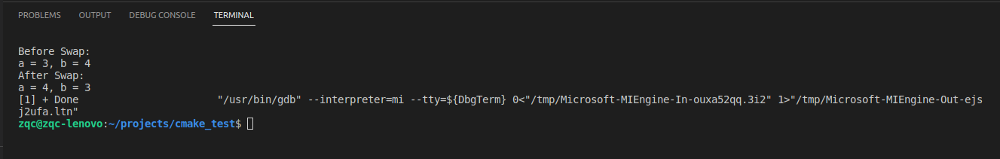 PROBLEMS OUTPUT DEBUG CONSOLE TERMINAL
Before Swap:
a = 3, b = 4
After Swap:
a = 4, b = 3
[1] + Done                       "/usr/bin/gdb" --interpreter=mi --tty=${DbgTerm} 0<"/tmp/Microsoft-MIEngine-In-ouxa52qq.3i2" 1>"/tmp/Microsoft-MIEngine-Out-ejs
j2ufa.ltn"
zqc@zqc-lenovo:~/projects/cmake_test$